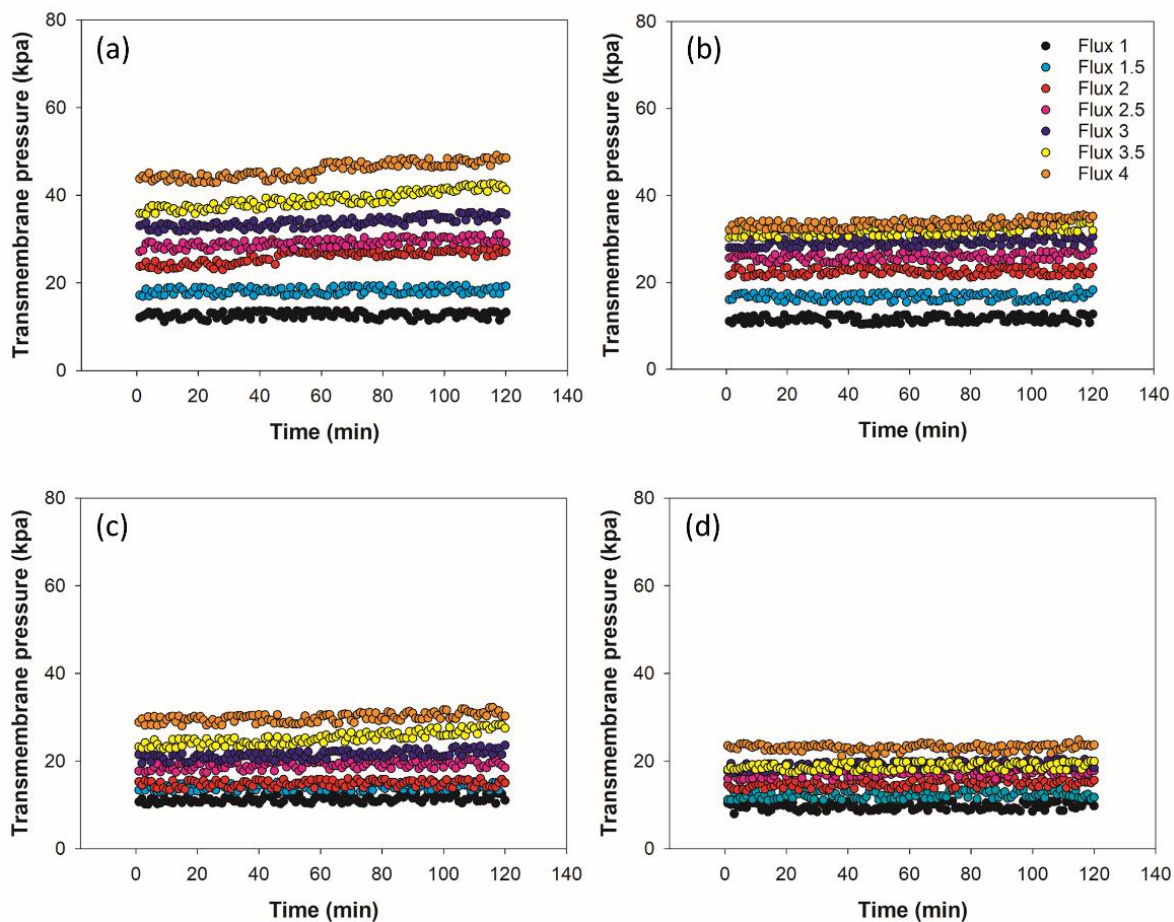 (a)
Transmembrane pressure (kpa)
80
60
40
20
0
0 20 40 60 80 100 120 140
Time (min)
(b)
Transmembrane pressure (kpa)
80
60
40
20
0
0 20 40 60 80 100 120 140
Time (min)
Flux 1
Flux 1.5
Flux 2
Flux 2.5
Flux 3
Flux 3.5
Flux 4
(c)
Transmembrane pressure (kpa)
80
60
40
20
0
0 20 40 60 80 100 120 140
Time (min)
(d)
Transmembrane pressure (kpa)
80
60
40
20
0
0 20 40 60 80 100 120 140
Time (min)